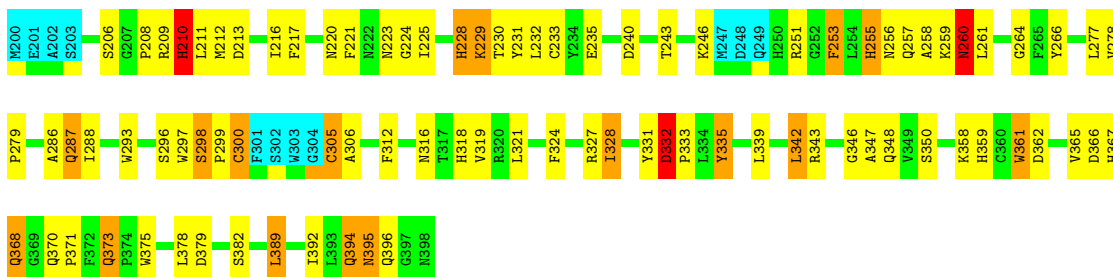 M200 E201 A202 S203 S206 G207 P208 R209 H210 L211 M212 D213 I216 F217 N220 F221 N222 N223 G224 I225 H228 K229 T230 Y231 L232 C233 Y234 E235 D240 T243 K246 M247 D248 Q249 H250 R251 G252 F253 L254 H255 N256 Q257 A258 K259 N260 L261 G264 F265 Y266 L277
P279 A286 Q287 I288 W293 S296 W297 S298 P299 C300 F301 S302 W303 G304 C305 A306 F312 N316 T317 H318 V319 R320 L321 F324 R327 I328 Y331 D332 P333 L334 Y335 L339 L342 R343 G346 A347 Q348 V349 S350 K358 H359 C360 W361 D362 V365 D366 H367
Q368 G369 Q370 P371 F372 Q373 P374 W375 L378 D379 S382 L389 I392 L393 Q394 N395 Q396 G397 N398